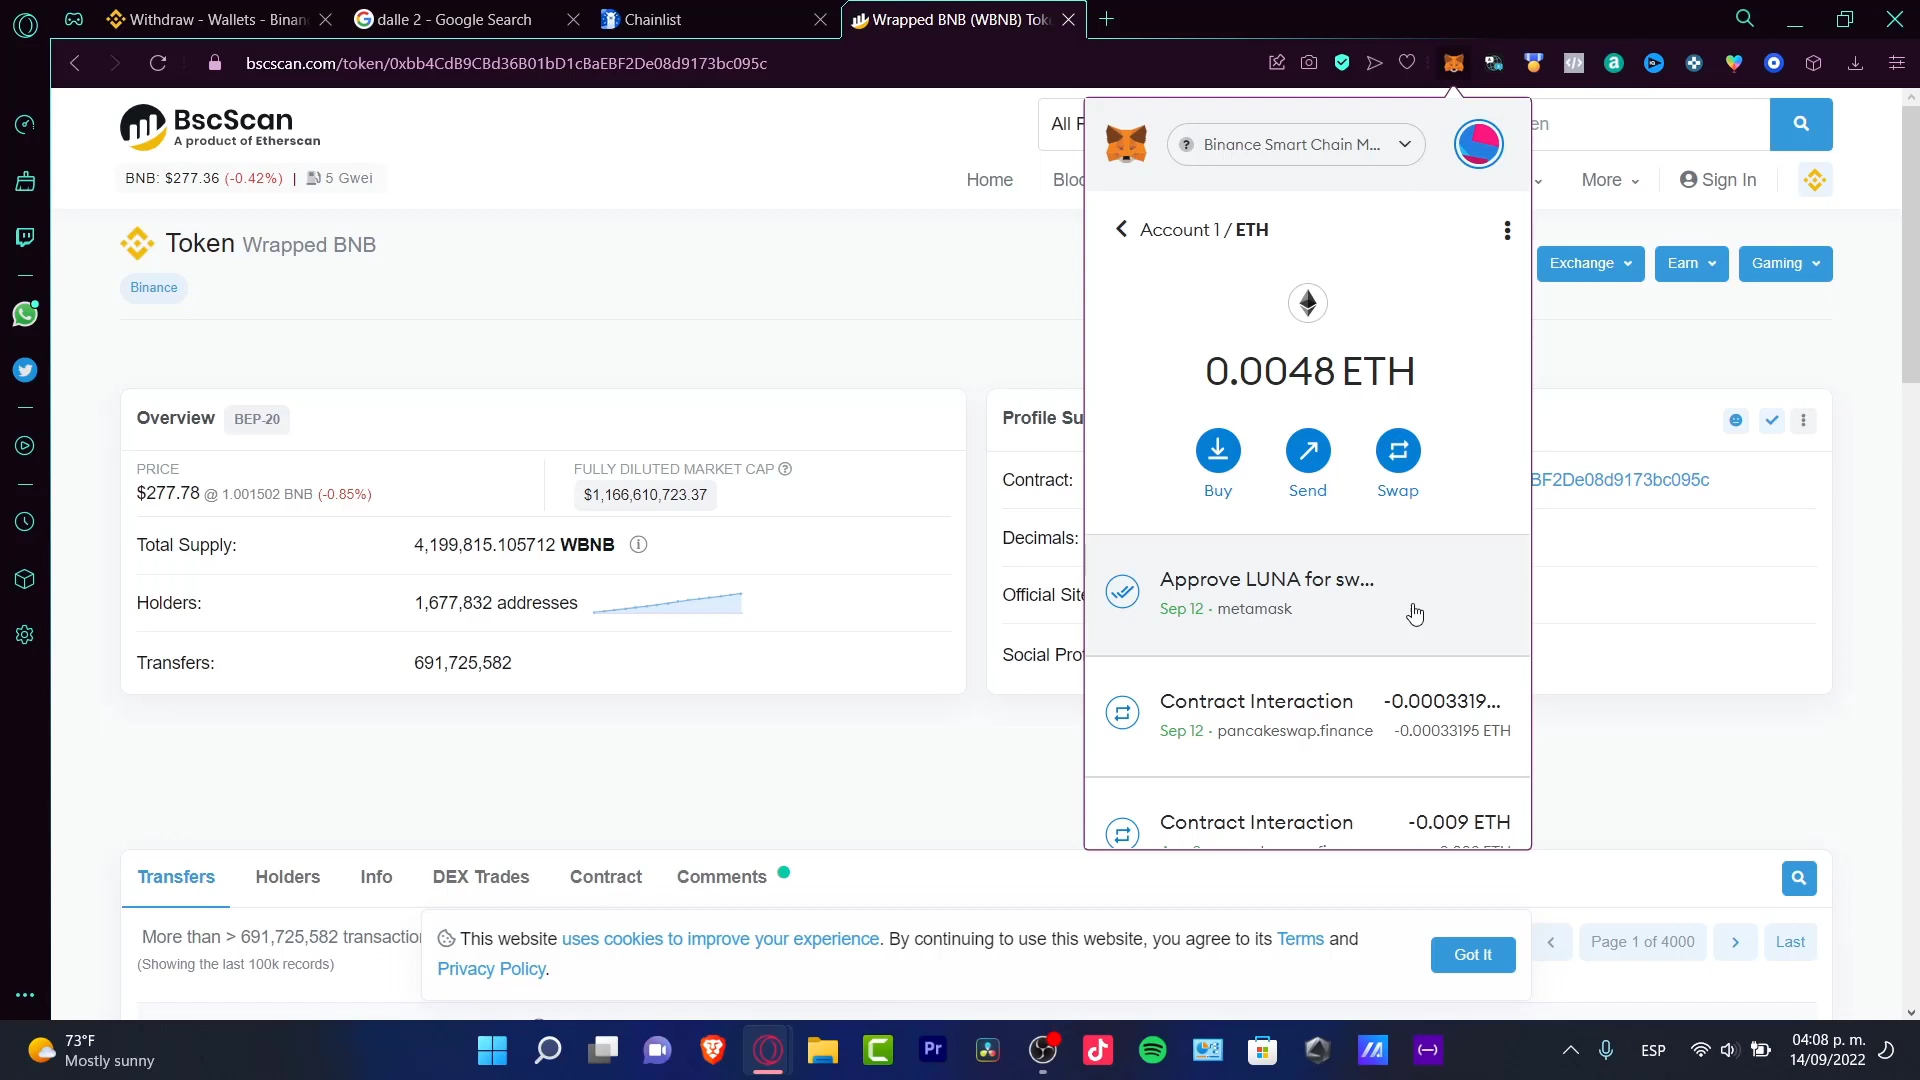 Withdraw - Wallets - Binan
dalle 2 - Google Search
Chainlist
Wrapped BNB (WBNB) Tok
bscscan.com/token/0xbb4CdB9CBd36B01bD1cBaEBF2De08d9173bc095c
BscScan
A product of Etherscan
BNB: $277.36 (-0.42%) | 5 Gwei
All F
en
Home
Bloc
More
Sign In
Token Wrapped BNB
Binance
Exchange
Earn
Gaming
Binance Smart Chain M...
Account 1 / ETH
0.0048 ETH
Buy
Send
Swap
Approve LUNA for sw...
Sep 12 · metamask
Contract Interaction
-0.0003319...
Sep 12 · pancakeswap.finance
-0.00033195 ETH
Contract Interaction
-0.009 ETH
Overview BEP-20
PRICE
$277.78 @ 1.001502 BNB (-0.85%)
FULLY DILUTED MARKET CAP
$1,166,610,723.37
Total Supply:
4,199,815.105712 WBNB
Holders:
1,677,832 addresses
Transfers:
691,725,582
Profile Su
Contract:
BF2De08d9173bc095c
Decimals:
Official Site
Social Prof
Transfers
Holders
Info
DEX Trades
Contract
Comments
More than > 691,725,582 transaction
(Showing the last 100k records)
Page 1 of 4000
Last
This website uses cookies to improve your experience. By continuing to use this website, you agree to its Terms and
Privacy Policy.
Got It
73°F
Mostly sunny
Pr
ESP
04:08 p. m.
14/09/2022